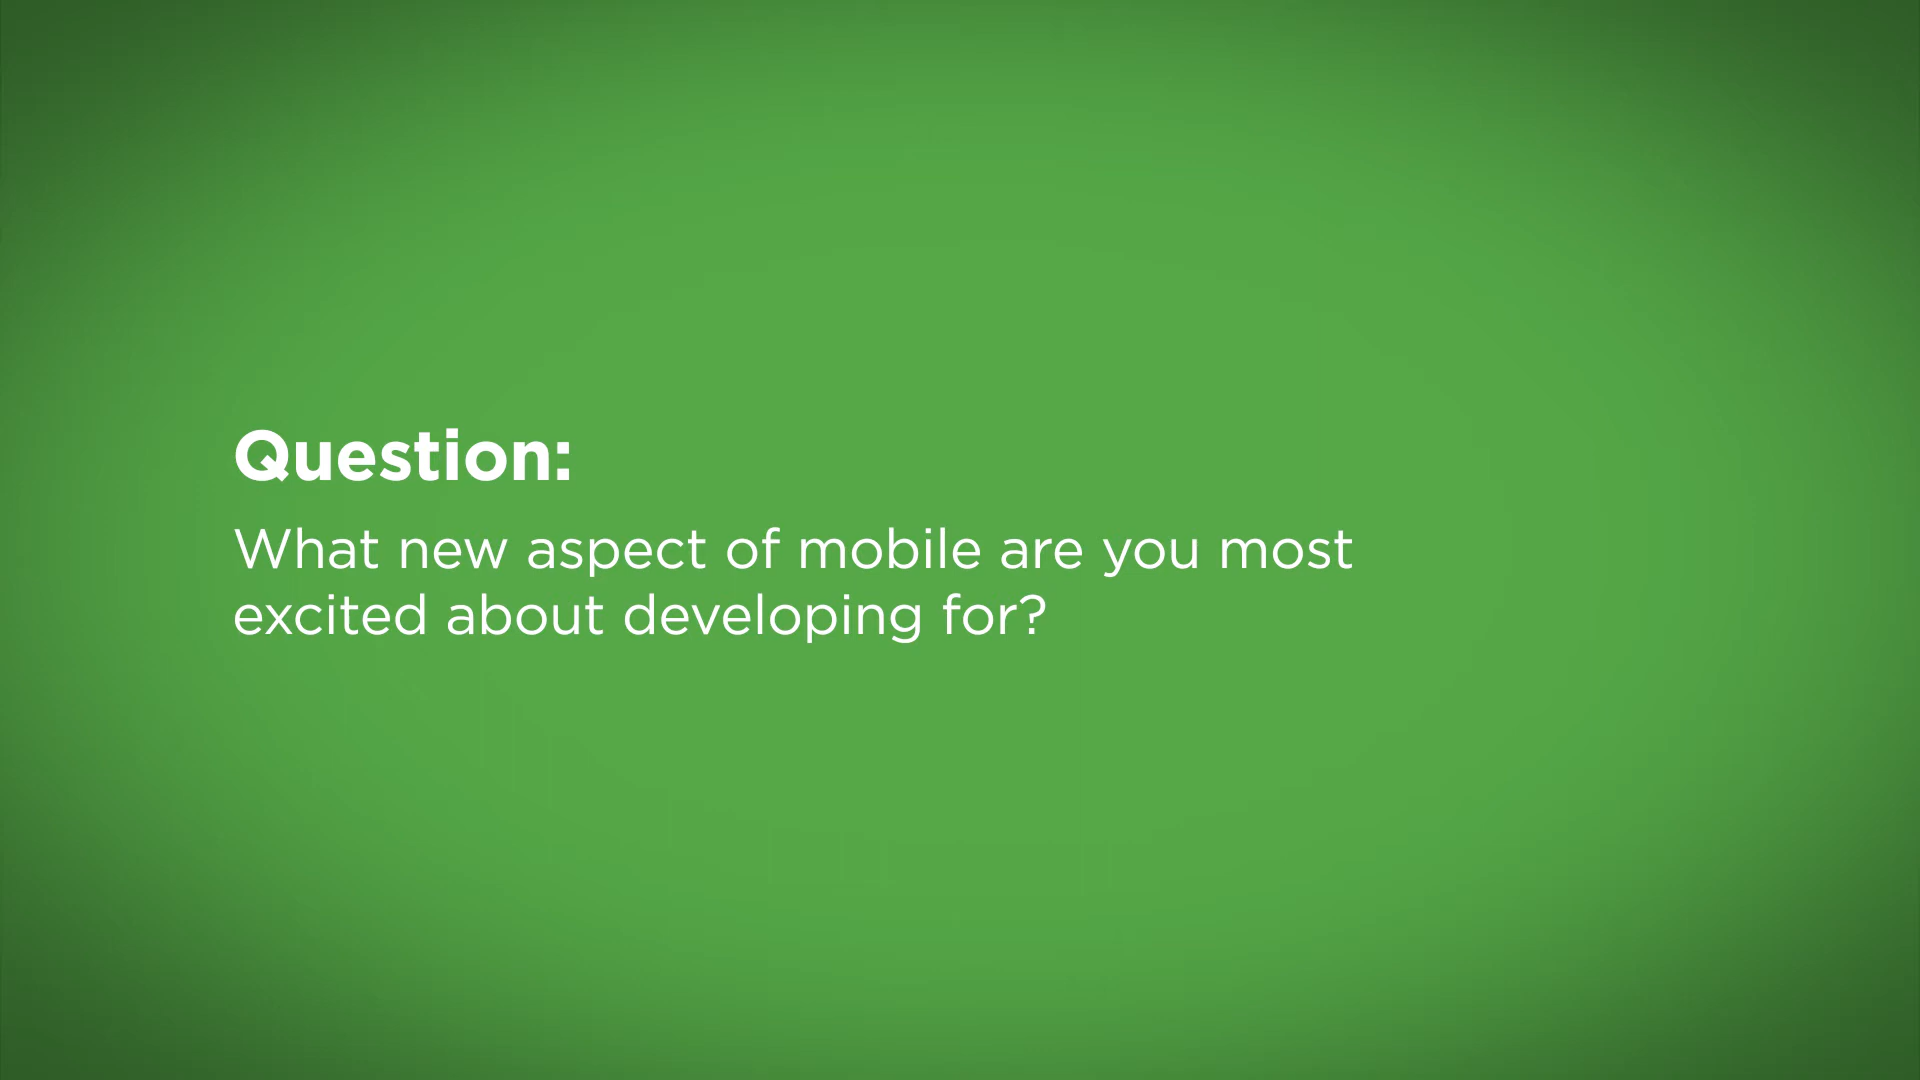 Question:
What new aspect of mobile are you most
excited about developing for?